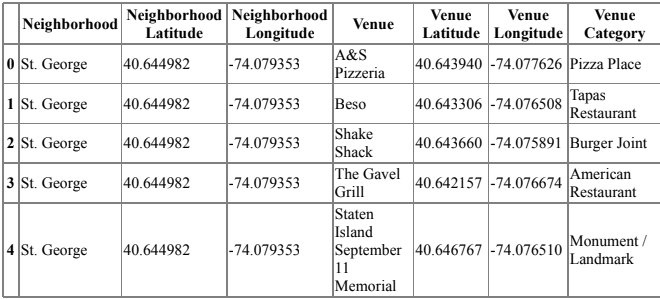 Neighborhood Neighborhood Latitude Neighborhood Longitude Venue Venue Latitude Venue Longitude Venue Category
0 St. George 40.644982 -74.079353 A&S Pizzeria 40.643940 -74.077626 Pizza Place
1 St. George 40.644982 -74.079353 Beso 40.643306 -74.076508 Tapas Restaurant
2 St. George 40.644982 -74.079353 Shake Shack 40.643660 -74.075891 Burger Joint
3 St. George 40.644982 -74.079353 The Gavel Grill 40.642157 -74.076674 American Restaurant
4 St. George 40.644982 -74.079353 Staten Island September 11 Memorial 40.646767 -74.076510 Monument / Landmark